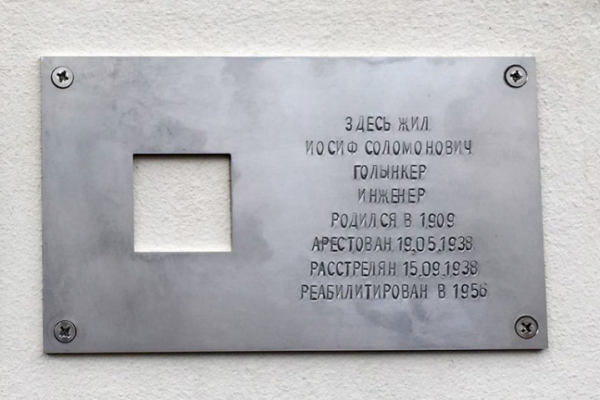 ЗДЕСЬ ЖИЛ
ИОСИФ СОЛОМОНОВИЧ
ГОЛЫНКЕР
ИНЖЕНЕР
РОДИЛСЯ В 1909
АРЕСТОВАН 19.05.1938
РАССТРЕЛЯН 15.09.1938
РЕАБИЛИТИРОВАН В 1956